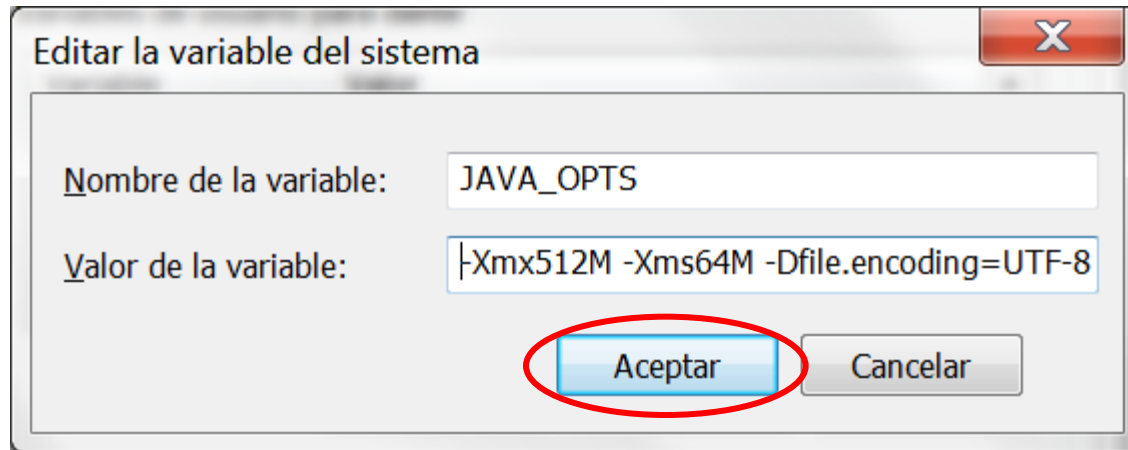 Editar la variable del sistema
Nombre de la variable: JAVA_OPTS
Valor de la variable: -Xmx512M -Xms64M -Dfile.encoding=UTF-8
Aceptar Cancelar